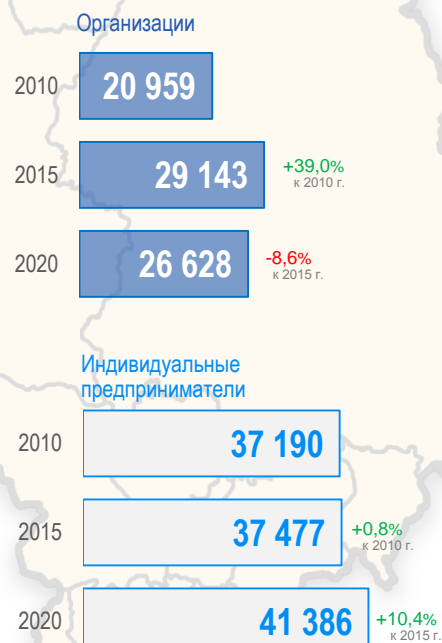 Организации
2010 20 959
2015 29 143 +39,0%
к 2010 г.
2020 26 628 -8,6%
к 2015 г.
Индивидуальные
предприниматели
2010 37 190
2015 37 477 +0,8%
к 2010 г.
2020 41 386 +10,4%
к 2015 г.